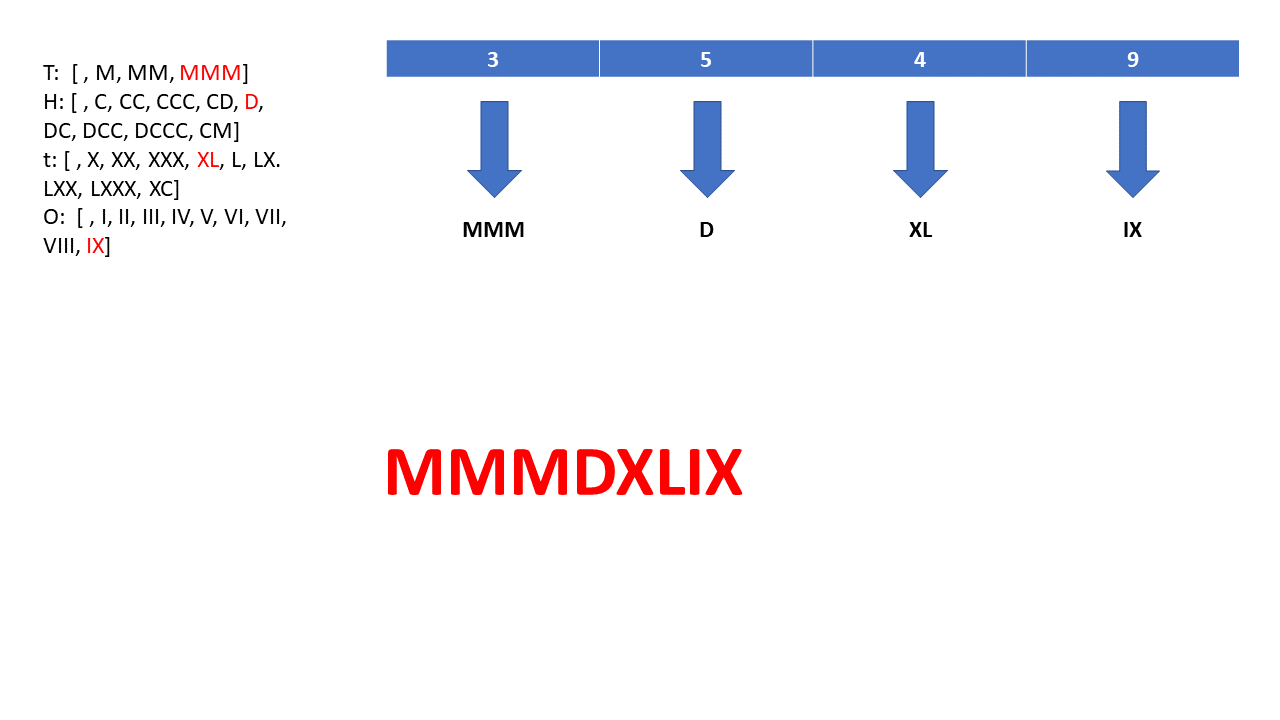 T:  [ , M, MM, MMM]
H: [ , C, CC, CCC, CD, D,
DC, DCC, DCCC, CM]
t: [ , X, XX, XXX, XL, L, LX.
LXX, LXXX, XC]
O:  [ , I, II, III, IV, V, VI, VII,
VIII, IX]
3 5 4 9
MMM D XL IX
MMMDXLIX